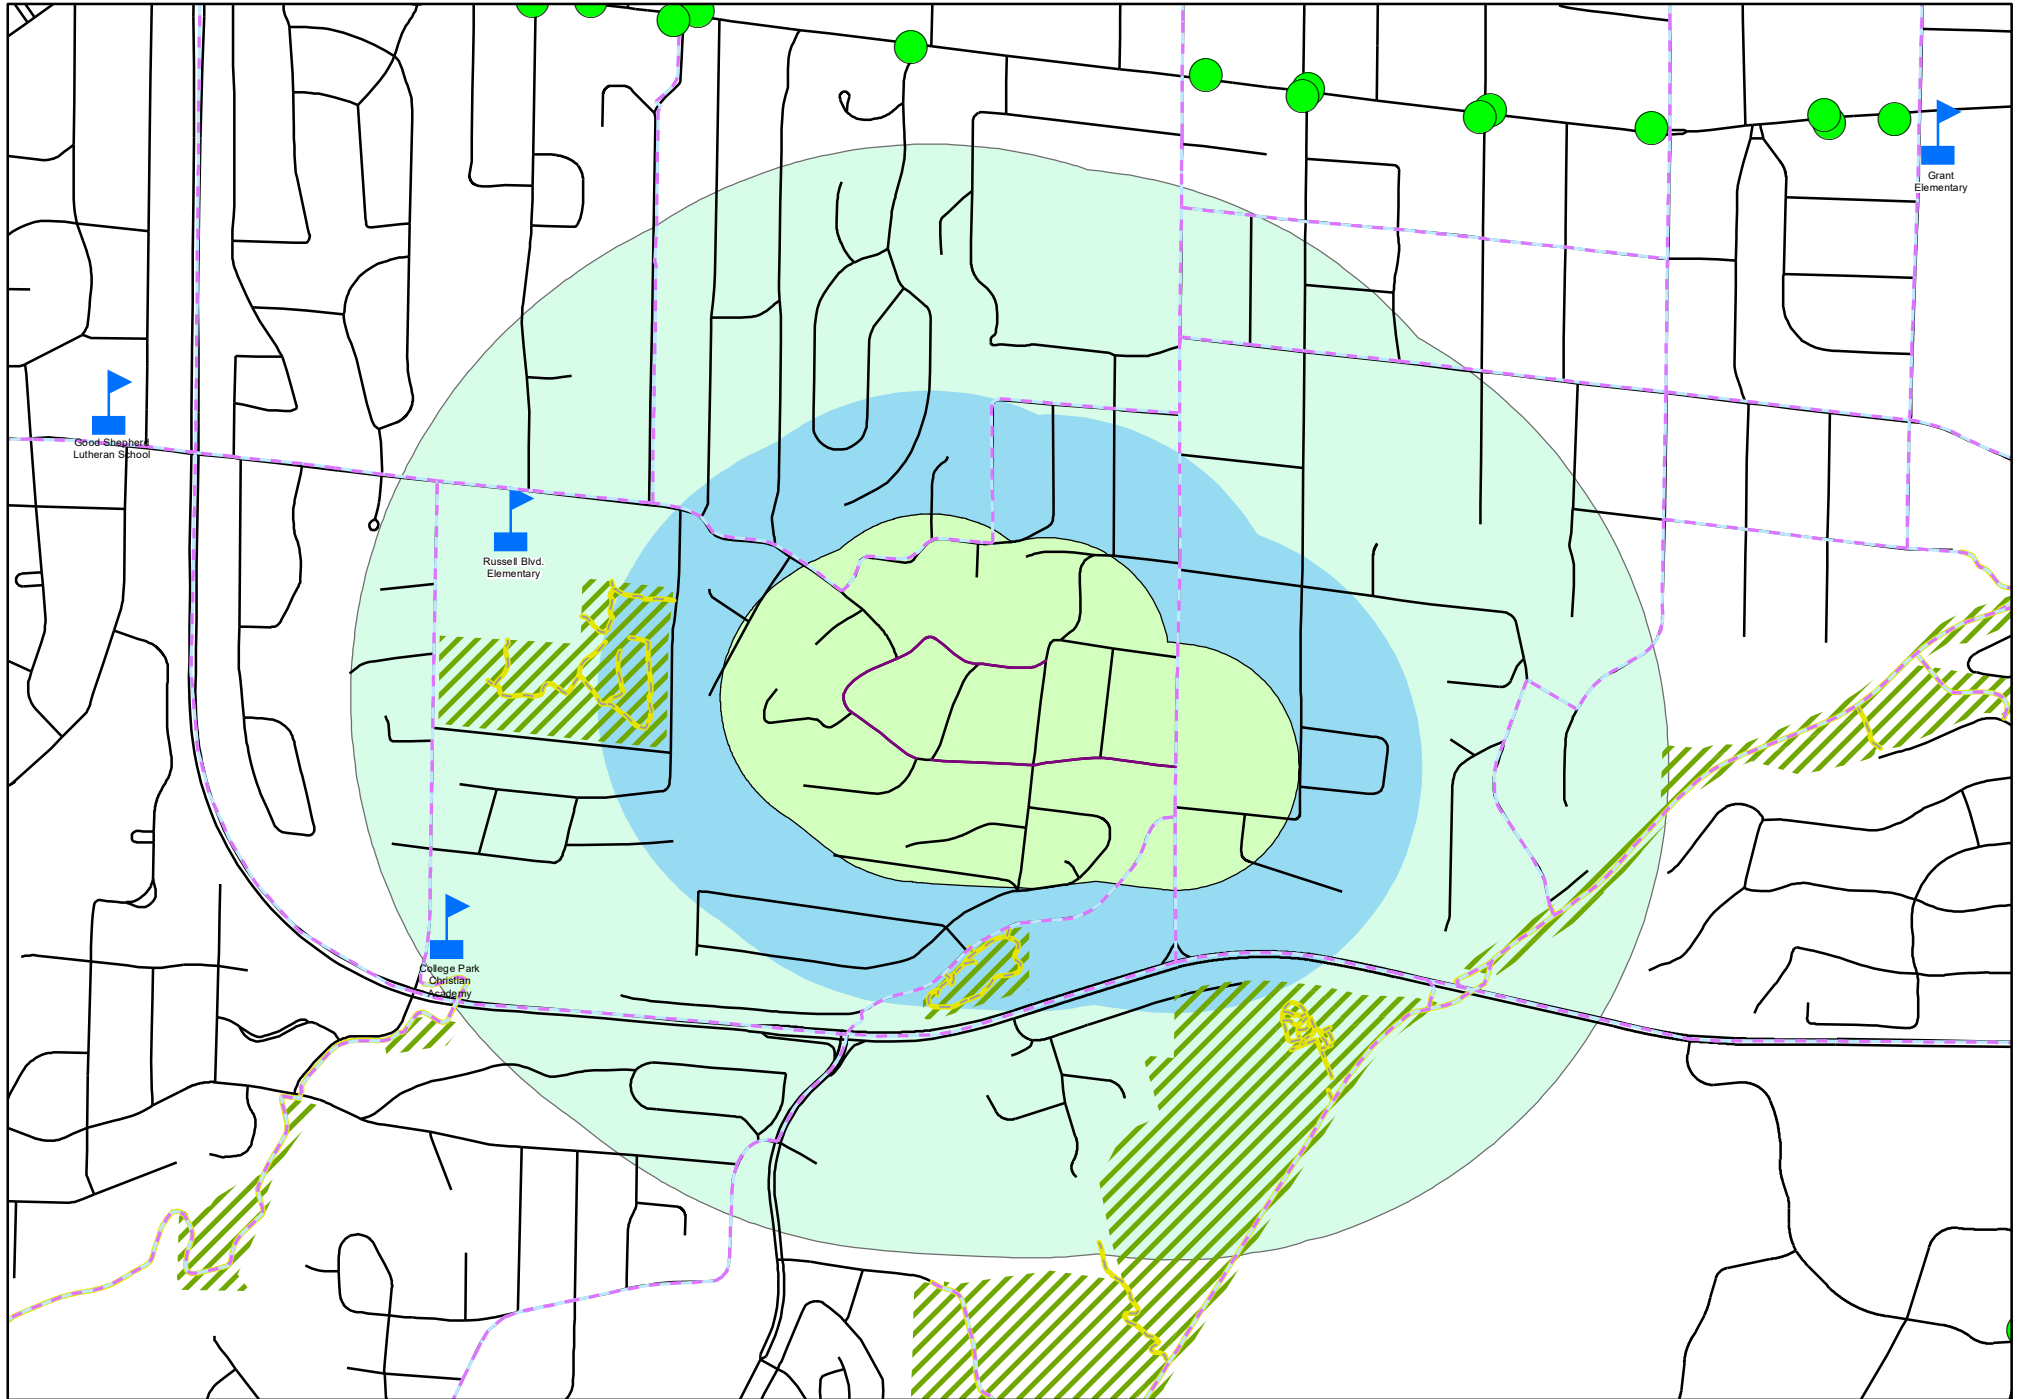 Grant
Elementary
Good Shepherd
Lutheran School
Russell Blvd.
Elementary
College Park
Christian
Academy